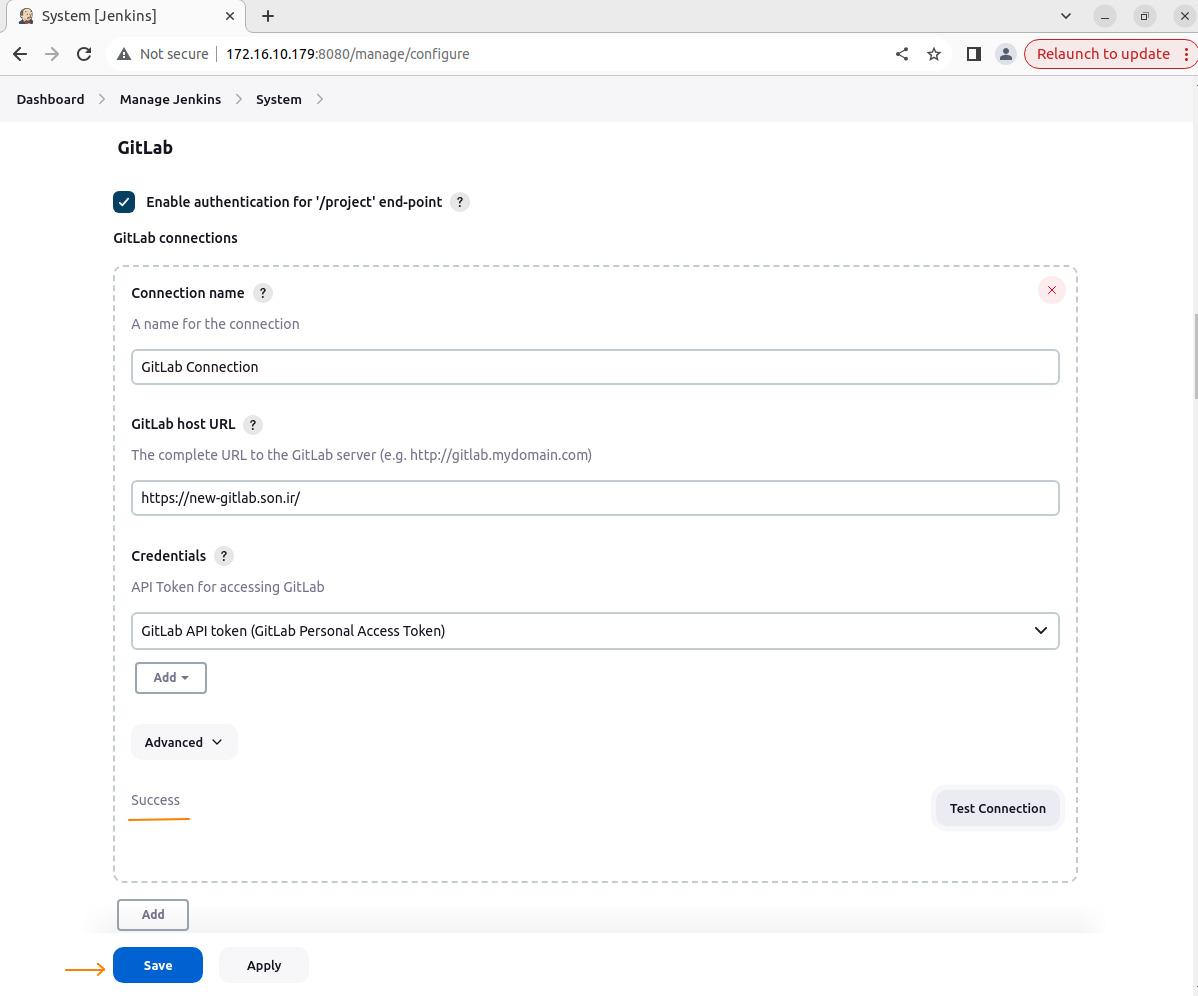 System [Jenkins]
Not secure 172.16.10.179:8080/manage/configure Relaunch to update
Dashboard Manage Jenkins System
GitLab
Enable authentication for '/project' end-point ?
GitLab connections
Connection name ?
A name for the connection
GitLab Connection
GitLab host URL ?
The complete URL to the GitLab server (e.g. http://gitlab.mydomain.com)
https://new-gitlab.son.ir/
Credentials ?
API Token for accessing GitLab
GitLab API token (GitLab Personal Access Token)
Add
Advanced
Success
Test Connection
Add
Save Apply